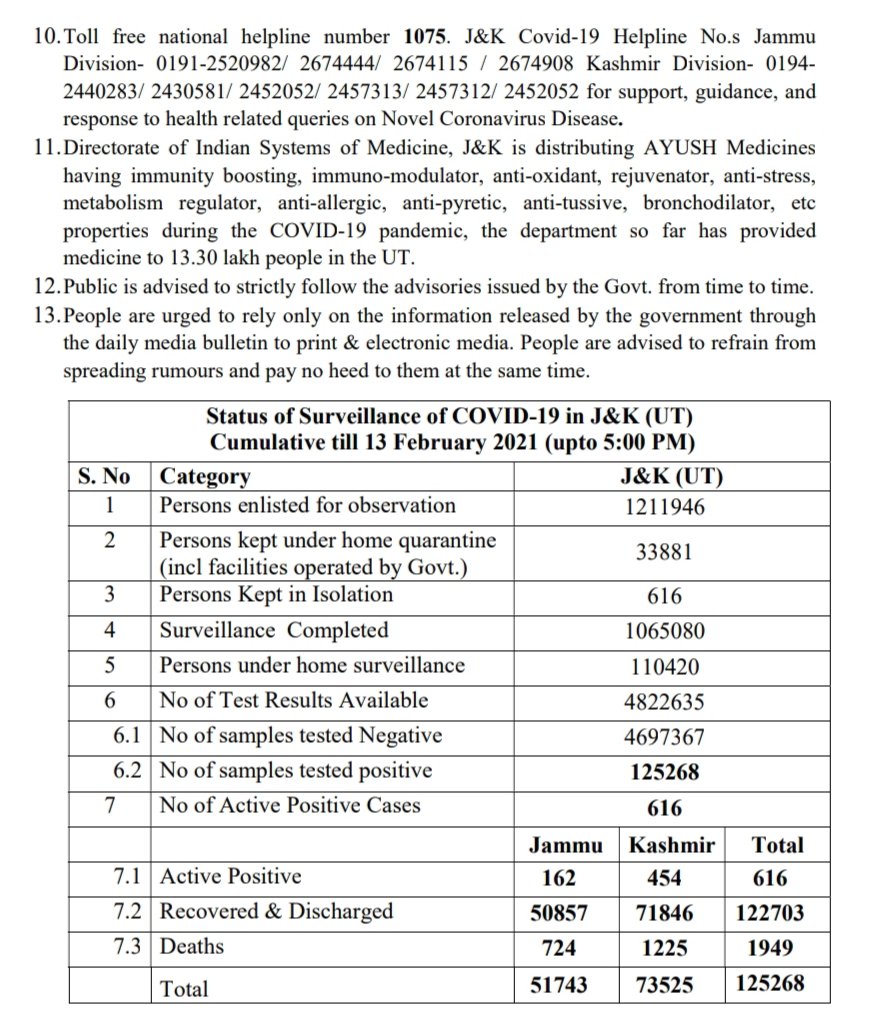 10. Toll free national helpline number 1075. J&K Covid-19 Helpline No.s Jammu
Division- 0191-2520982/ 2674444/ 2674115 / 2674908 Kashmir Division- 0194-
2440283/ 2430581/ 2452052/ 2457313/ 2457312/ 2452052 for support, guidance, and
response to health related queries on Novel Coronavirus Disease.
11. Directorate of Indian Systems of Medicine, J&K is distributing AYUSH Medicines
having immunity boosting, immuno-modulator, anti-oxidant, rejuvenator, anti-stress,
metabolism regulator, anti-allergic, anti-pyretic, anti-tussive, bronchodilator, etc
properties during the COVID-19 pandemic, the department so far has provided
medicine to 13.30 lakh people in the UT.
12. Public is advised to strictly follow the advisories issued by the Govt. from time to time.
13. People are urged to rely only on the information released by the government through
the daily media bulletin to print & electronic media. People are advised to refrain from
spreading rumours and pay no heed to them at the same time.
Status of Surveillance of COVID-19 in J&K (UT)
Cumulative till 13 February 2021 (upto 5:00 PM)
S. No Category J&K (UT)
1 Persons enlisted for observation 1211946
2 Persons kept under home quarantine
(incl facilities operated by Govt.) 33881
3 Persons Kept in Isolation 616
4 Surveillance Completed 1065080
5 Persons under home surveillance 110420
6 No of Test Results Available 4822635
6.1 No of samples tested Negative 4697367
6.2 No of samples tested positive 125268
7 No of Active Positive Cases 616
Jammu Kashmir Total
7.1 Active Positive 162 454 616
7.2 Recovered & Discharged 50857 71846 122703
7.3 Deaths 724 1225 1949
Total 51743 73525 125268